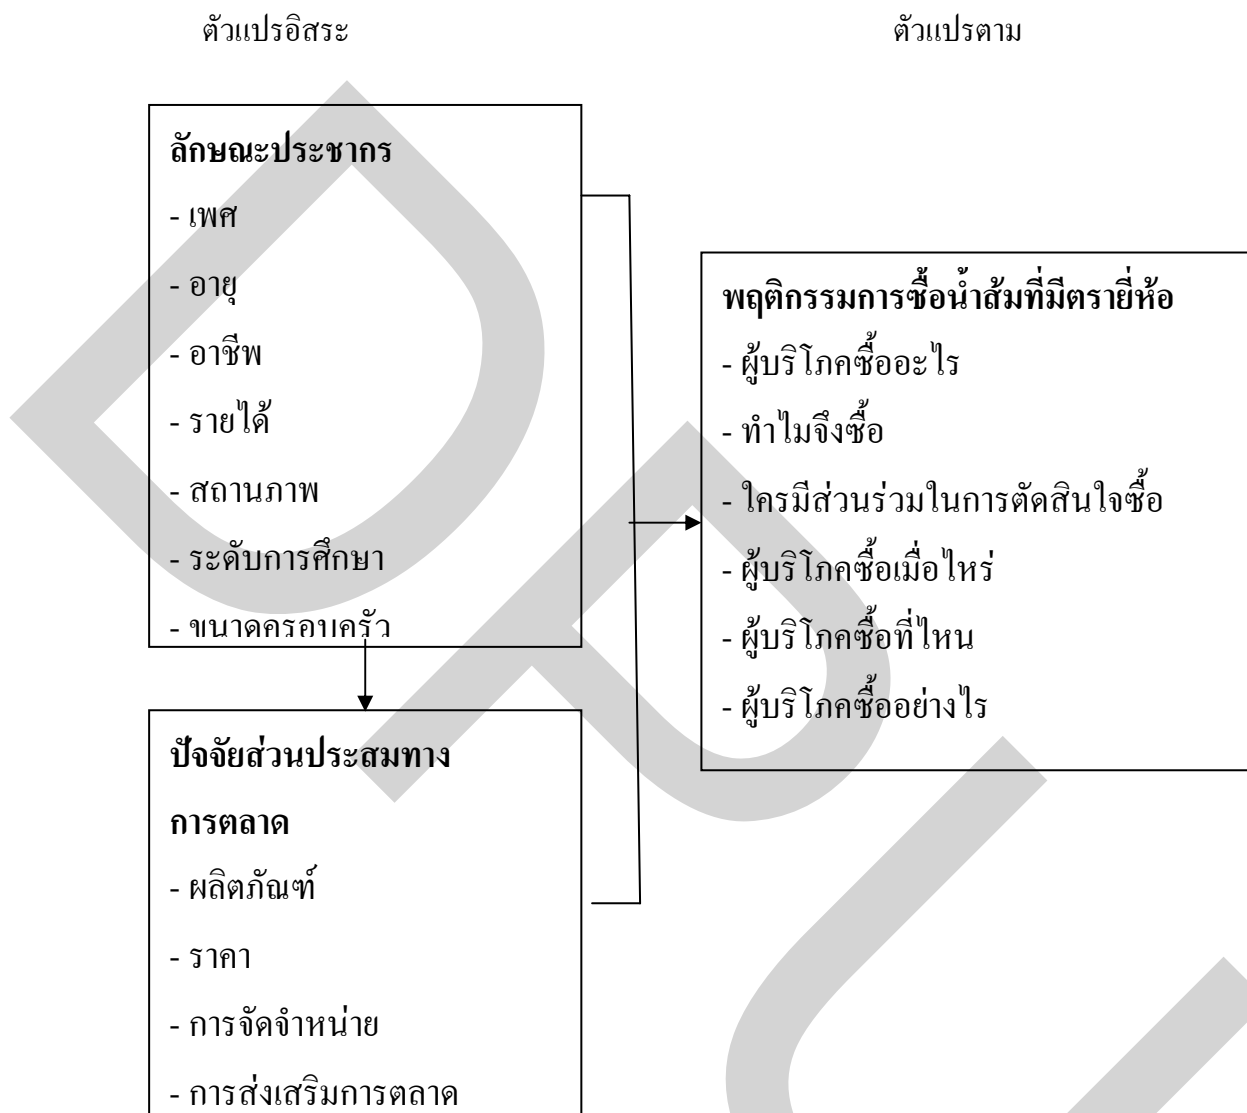 ตัวแปรอิสระ
ตัวแปรตาม
ลักษณะประชากร
- เพศ
- อายุ
- อาชีพ
- รายได้
- สถานภาพ
- ระดับการศึกษา
- ขนาดครอบครัว
ปัจจัยส่วนประสมทาง
การตลาด
- ผลิตภัณฑ์
- ราคา
- การจัดจำหน่าย
- การส่งเสริมการตลาด
พฤติกรรมการซื้อน้ำส้มที่มีตรายี่ห้อ
- ผู้บริโภคซื้ออะไร
- ทำไมจึงซื้อ
- ใครมีส่วนร่วมในการตัดสินใจซื้อ
- ผู้บริโภคซื้อเมื่อไหร่
- ผู้บริโภคซื้อที่ไหน
- ผู้บริโภคซื้ออย่างไร
DPU